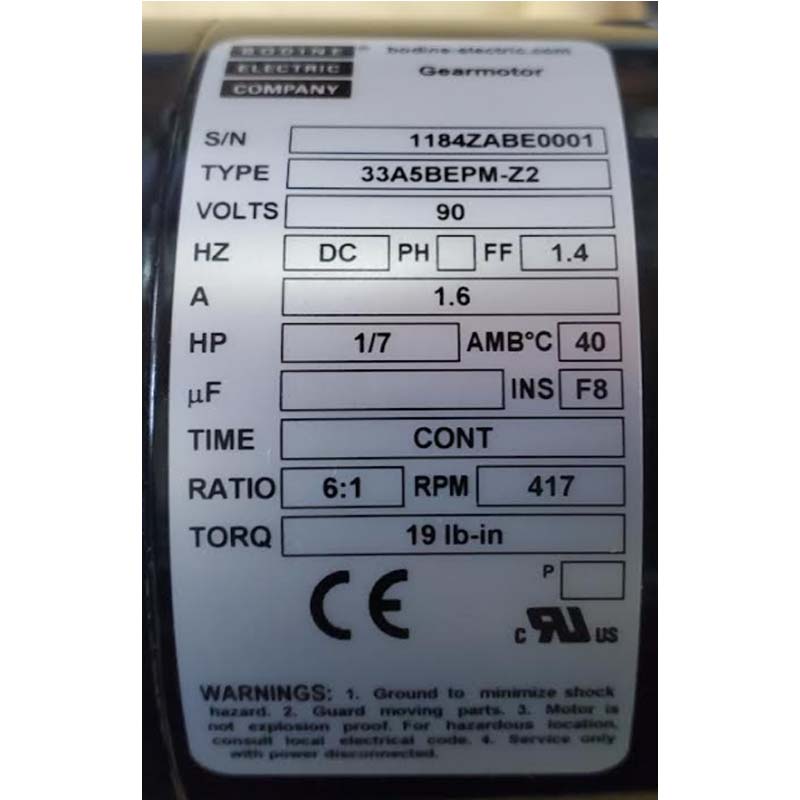 BODINE bodine-electric.com
ELECTRIC Gearmotor
COMPANY
S/N 1184ZABE0001
TYPE 33A5BEPM-Z2
VOLTS 90
HZ DC PH FF 1.4
A 1.6
HP 1/7 AMB°C 40
µF INS F8
TIME CONT
RATIO 6:1 RPM 417
TORQ 19 lb-in
CE P
c RU US
WARNINGS: 1. Ground to minimize shock
hazard. 2. Guard moving parts. 3. Motor is
not explosion proof. For hazardous location,
consult local electrical code. 4. Service only
with power disconnected.